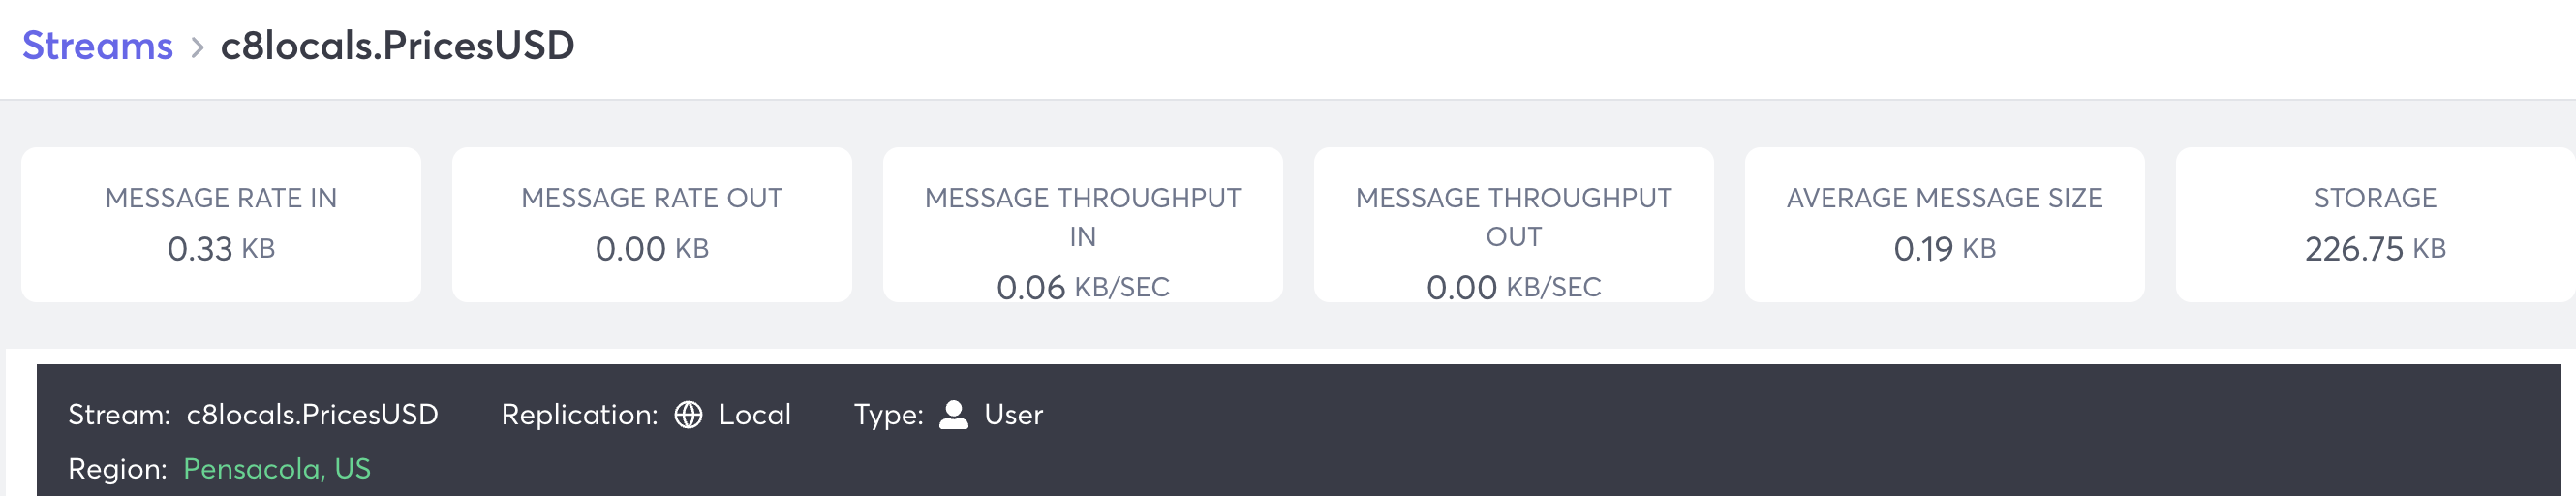 Streams > c8locals.PricesUSD
MESSAGE RATE IN
0.33 KB
MESSAGE RATE OUT
0.00 KB
MESSAGE THROUGHPUT
IN
0.06 KB/SEC
MESSAGE THROUGHPUT
OUT
0.00 KB/SEC
AVERAGE MESSAGE SIZE
0.19 KB
STORAGE
226.75 KB
Stream: c8locals.PricesUSD Replication: Local Type: User
Region: Pensacola, US